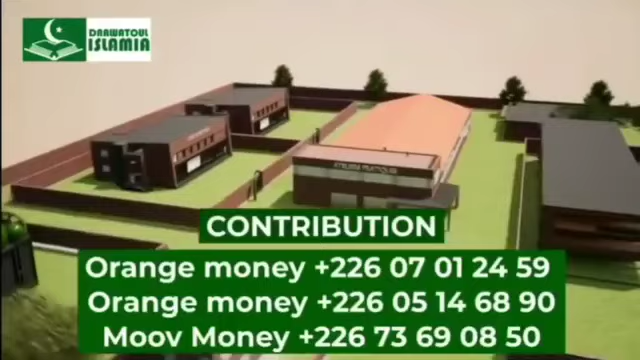 DAAWATOUL
ISLAMIA
CONTRIBUTION
Orange money +226 07 01 24 59
Orange money +226 05 14 68 90
Moov Money +226 73 69 08 50